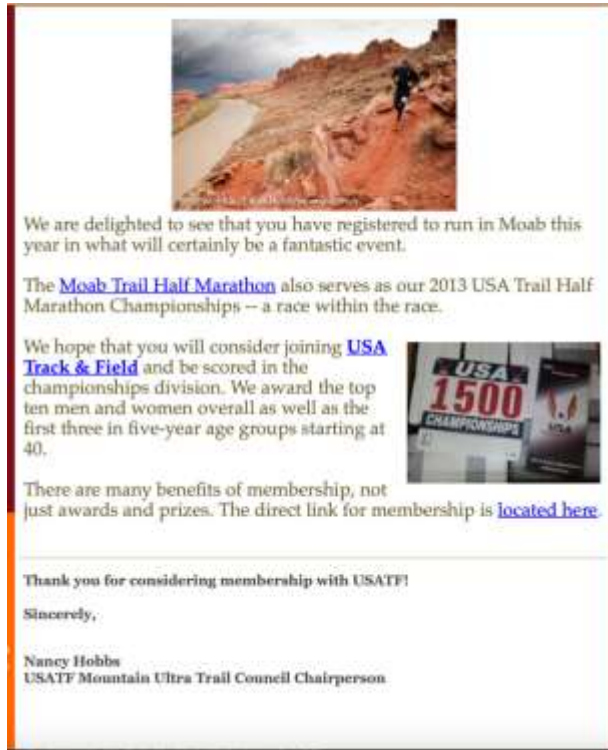 We are delighted to see that you have registered to run in Moab this
year in what will certainly be a fantastic event.
The Moab Trail Half Marathon also serves as our 2013 USA Trail Half
Marathon Championships -- a race within the race.
We hope that you will consider joining USA
Track & Field and be scored in the
championships division. We award the top
ten men and women overall as well as the
first three in five-year age groups starting at
40.
USA
1500
CHAMPIONSHIPS
USA
There are many benefits of membership, not
just awards and prizes. The direct link for membership is located here.
Thank you for considering membership with USATF!
Sincerely,
Nancy Hobbs
USATF Mountain Ultra Trail Council Chairperson